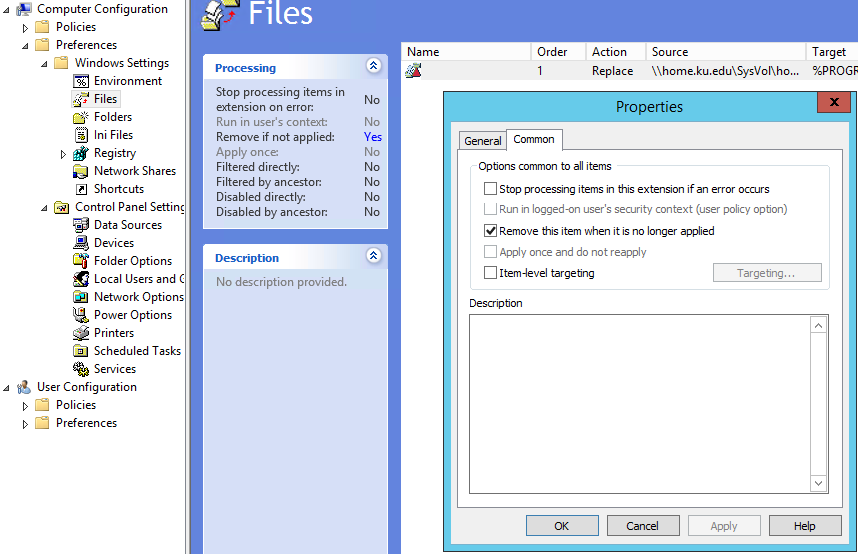 Computer Configuration
Policies
Preferences
Windows Settings
Environment
Files
Folders
Ini Files
Registry
Network Shares
Shortcuts
Control Panel Setting
Data Sources
Devices
Folder Options
Local Users and G
Network Options
Power Options
Printers
Scheduled Tasks
Services
User Configuration
Policies
Preferences
Files
Processing
Stop processing items in extension on error: No
Run in user's context: No
Remove if not applied: Yes
Apply once: No
Filtered directly: No
Filtered by ancestor: No
Disabled directly: No
Disabled by ancestor: No
Description
No description provided.
Name Order Action Source Target
1 Replace \\home.ku.edu\SysVol\ho... %PROGR
Properties
x
General Common
Options common to all items
Stop processing items in this extension if an error occurs
Run in logged-on user's security context (user policy option)
Remove this item when it is no longer applied
Apply once and do not reapply
Item-level targeting Targeting...
Description
OK Cancel Apply Help